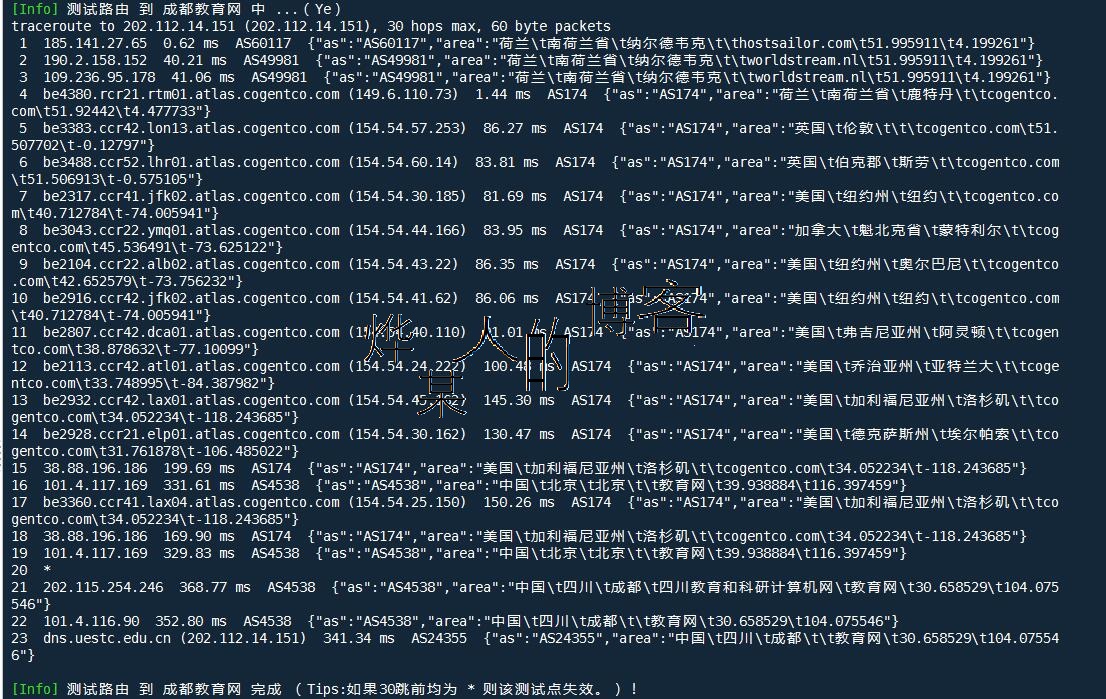 [Info] 测试路由 到 成都教育网 中 ...(Ye)
traceroute to 202.112.14.151 (202.112.14.151), 30 hops max, 60 byte packets
1 185.141.27.65 0.62 ms AS60117 {"as":"AS60117","area":"荷兰\t南荷兰省\t纳尔德韦克\t\thostsailor.com\t51.995911\t4.199261"}
2 190.2.158.152 40.21 ms AS49981 {"as":"AS49981","area":"荷兰\t南荷兰省\t纳尔德韦克\t\tworldstream.nl\t51.995911\t4.199261"}
3 109.236.95.178 41.06 ms AS49981 {"as":"AS49981","area":"荷兰\t南荷兰省\t纳尔德韦克\t\tworldstream.nl\t51.995911\t4.199261"}
4 be4380.rcr21.rtm01.atlas.cogentco.com (149.6.110.73) 1.44 ms AS174 {"as":"AS174","area":"荷兰\t南荷兰省\t鹿特丹\t\tcogentco.
com\t51.92442\t4.477733"}
5 be3383.ccr42.lon13.atlas.cogentco.com (154.54.57.253) 86.27 ms AS174 {"as":"AS174","area":"英国\t伦敦\t\t\tcogentco.com\t51.
507702\t-0.12797"}
6 be3488.ccr52.lhr01.atlas.cogentco.com (154.54.60.14) 83.81 ms AS174 {"as":"AS174","area":"英国\t伯克郡\t斯劳\t\tcogentco.com
\t51.506913\t-0.575105"}
7 be2317.ccr41.jfk02.atlas.cogentco.com (154.54.30.185) 81.69 ms AS174 {"as":"AS174","area":"美国\t纽约州\t纽约\t\tcogentco.co
m\t40.712784\t-74.005941"}
8 be3043.ccr22.ymq01.atlas.cogentco.com (154.54.44.166) 83.95 ms AS174 {"as":"AS174","area":"加拿大\t魁北克省\t蒙特利尔\t\tcog
entco.com\t45.536491\t-73.625122"}
9 be2104.ccr22.alb02.atlas.cogentco.com (154.54.43.22) 86.35 ms AS174 {"as":"AS174","area":"美国\t纽约州\t奥尔巴尼\t\tcogentco
.com\t42.652579\t-73.756232"}
10 be2916.ccr42.jfk02.atlas.cogentco.com (154.54.41.62) 86.06 ms AS174 {"as":"AS174","area":"美国\t纽约州\t纽约\t\tcogentco.com
\t40.712784\t-74.005941"}
11 be2807.ccr42.dca01.atlas.cogentco.com 40.110) ms AS174 {"as":"AS174","area":"美国\t弗吉尼亚州\t阿灵顿\t\tcogen
tco.com\t38.878632\t-77.10099"}
12 be2113.ccr42.atl01.atlas.cogentco.com (154.54.24.222) 100.48 ms AS174 {"as":"AS174","area":"美国\t乔治亚州\t亚特兰大\t\tcoge
ntco.com\t33.748995\t-84.387982"}
13 be2932.ccr42.lax01.atlas.cogentco.com 145.30 ms AS174 {"as":"AS174","area":"美国\t加利福尼亚州\t洛杉矶\t\tco
gentco.com\t34.052234\t-118.243685"}
14 be2928.ccr21.elp01.atlas.cogentco.com (154.54.30.162) 130.47 ms AS174 {"as":"AS174","area":"美国\t德克萨斯州\t埃尔帕索\t\tco
gentco.com\t31.761878\t-106.485022"}
15 38.88.196.186 199.69 ms AS174 {"as":"AS174","area":"美国\t加利福尼亚州\t洛杉矶\t\tcogentco.com\t34.052234\t-118.243685"}
16 101.4.117.169 331.61 ms AS4538 {"as":"AS4538","area":"中国\t北京\t北京\t\t教育网\t39.938884\t116.397459"}
17 be3360.ccr41.lax04.atlas.cogentco.com (154.54.25.150) 150.26 ms AS174 {"as":"AS174","area":"美国\t加利福尼亚州\t洛杉矶\t\tco
gentco.com\t34.052234\t-118.243685"}
18 38.88.196.186 169.90 ms AS174 {"as":"AS174","area":"美国\t加利福尼亚州\t洛杉矶\t\tcogentco.com\t34.052234\t-118.243685"}
19 101.4.117.169 329.83 ms AS4538 {"as":"AS4538","area":"中国\t北京\t北京\t\t教育网\t39.938884\t116.397459"}
20 *
21 202.115.254.246 368.77 ms AS4538 {"as":"AS4538","area":"中国\t四川\t成都\t四川教育和科研计算机网\t教育网\t30.658529\t104.075
546"}
22 101.4.116.90 352.80 ms AS4538 {"as":"AS4538","area":"中国\t四川\t成都\t\t教育网\t30.658529\t104.075546"}
23 dns.uestc.edu.cn (202.112.14.151) 341.34 ms AS24355 {"as":"AS24355","area":"中国\t四川\t成都\t\t教育网\t30.658529\t104.07554
6"}
[Info] 测试路由 到 成都教育网 完成 （Tips:如果30跳前均为 * 则该测试点失效。）!
烨某人的博客